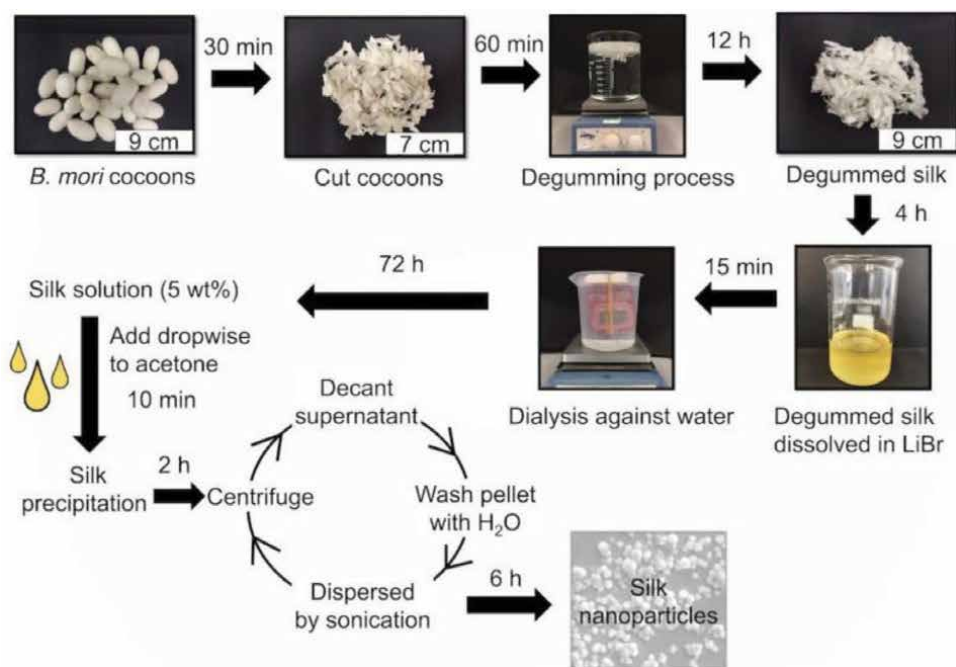 30 min
60 min
12 h
9 cm
7 cm
9 cm
B. mori cocoons
Cut cocoons
Degumming process
Degummed silk
4 h
72 h
15 min
Silk solution (5 wt%)
Add dropwise
to acetone
10 min
Decant
supernatant
Dialysis against water
Degummed silk
dissolved in LiBr
Silk
precipitation
2 h
Centrifuge
Wash pellet
with H₂O
Dispersed
by sonication
6 h
Silk
nanoparticles